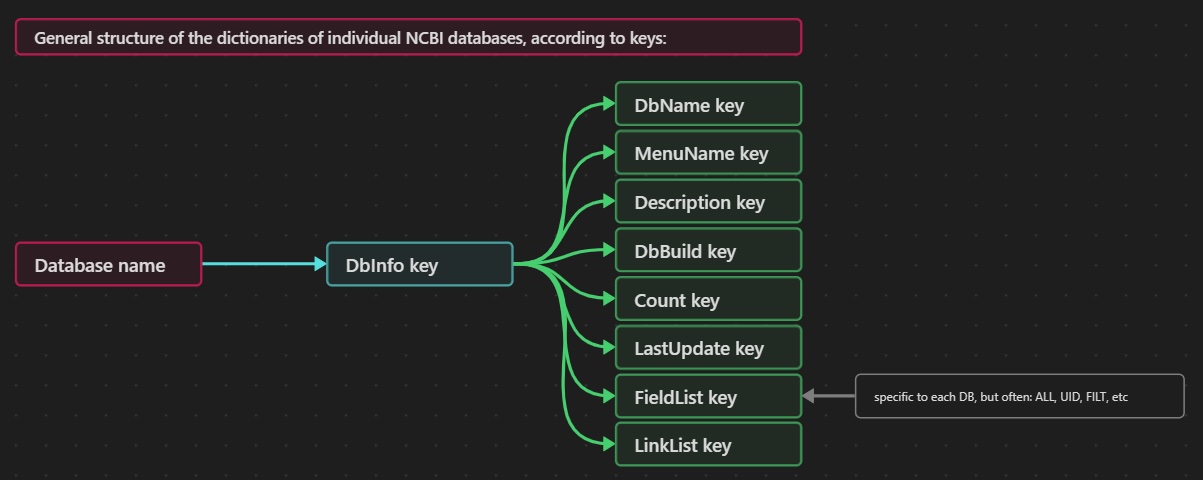 General structure of the dictionaries of individual NCBI databases, according to keys:
DbName key
MenuName key
Description key
Database name
DbInfo key
DbBuild key
Count key
LastUpdate key
FieldList key
specific to each DB, but often: ALL, UID, FILT, etc
LinkList key